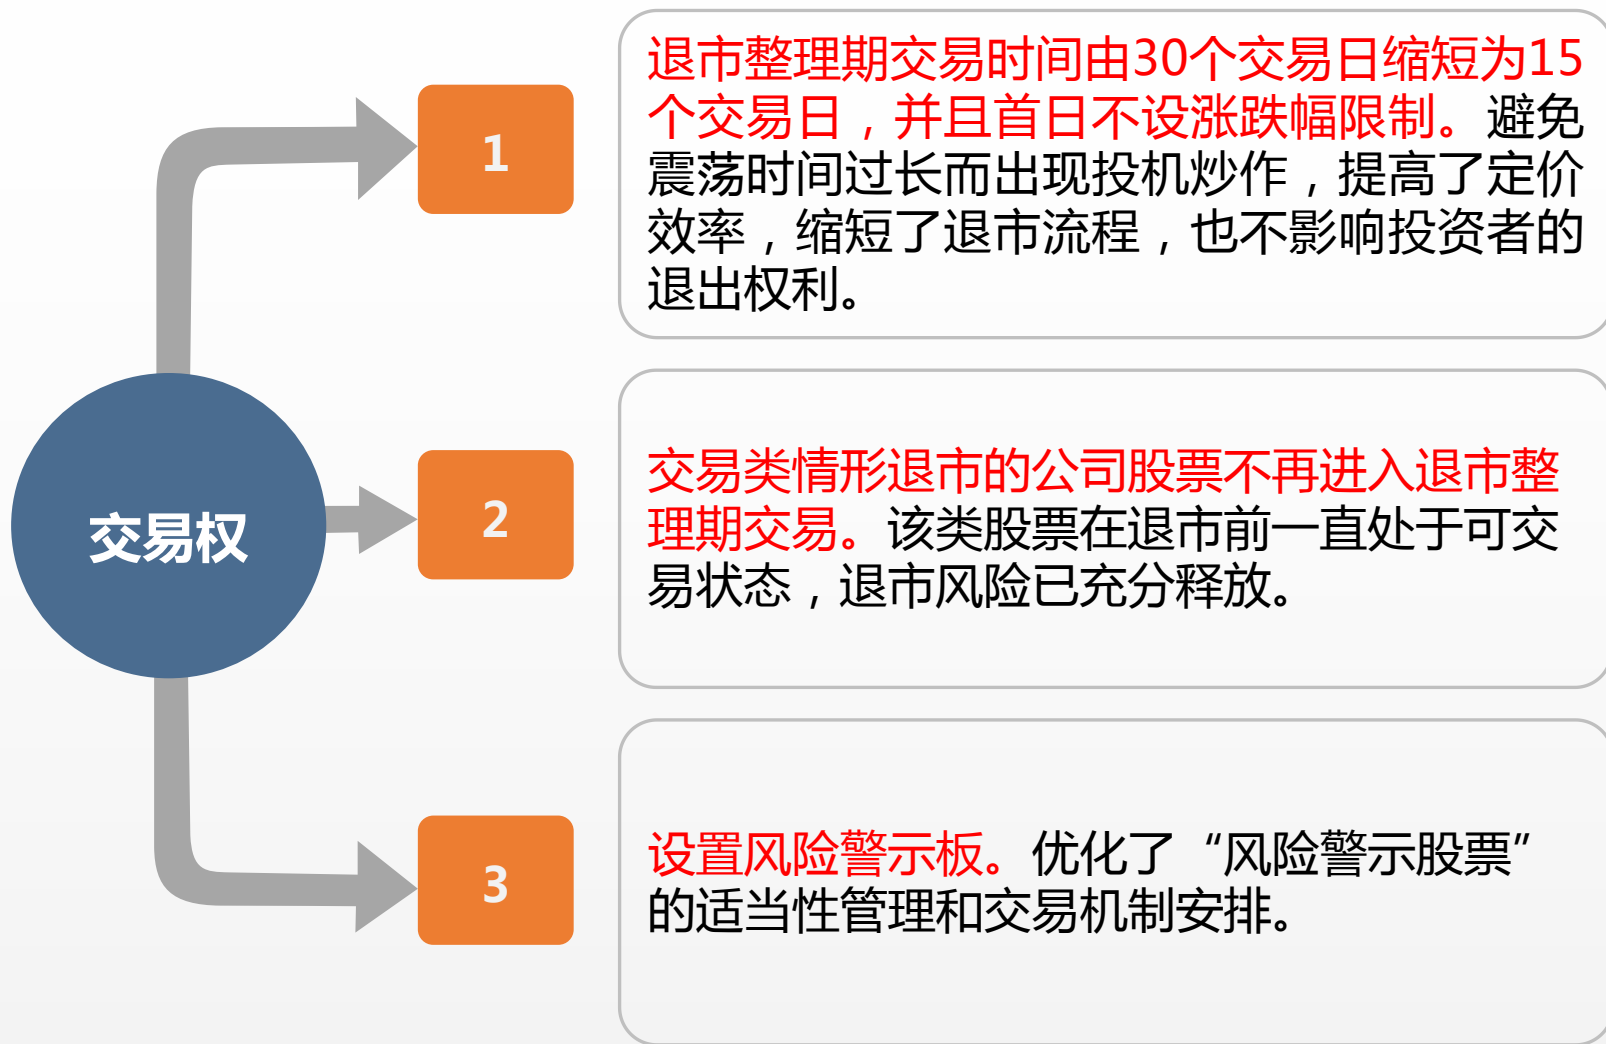 1
退市整理期交易时间由30个交易日缩短为15
个交易日，并且首日不设涨跌幅限制。避免
震荡时间过长而出现投机炒作，提高了定价
效率，缩短了退市流程，也不影响投资者的
退出权利。
交易权
2
交易类情形退市的公司股票不再进入退市整
理期交易。该类股票在退市前一直处于可交
易状态，退市风险已充分释放。
3
设置风险警示板。优化了“风险警示股票”
的适当性管理和交易机制安排。